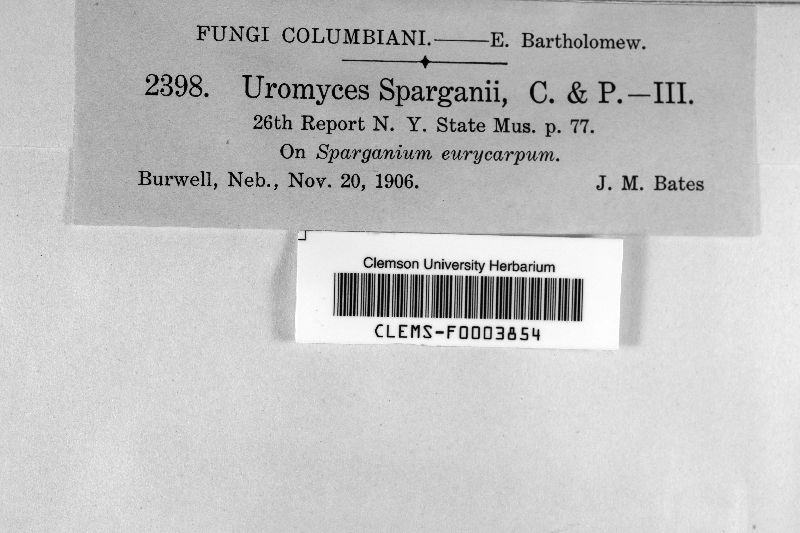 FUNGI COLUMBIANI.——E. Bartholomew.
2398. Uromyces Sparganii, C. & P.—III.
26th Report N. Y. State Mus. p. 77.
On Sparganium eurycarpum.
Burwell, Neb., Nov. 20, 1906. J. M. Bates
Clemson University Herbarium
CLEMS-F0003854